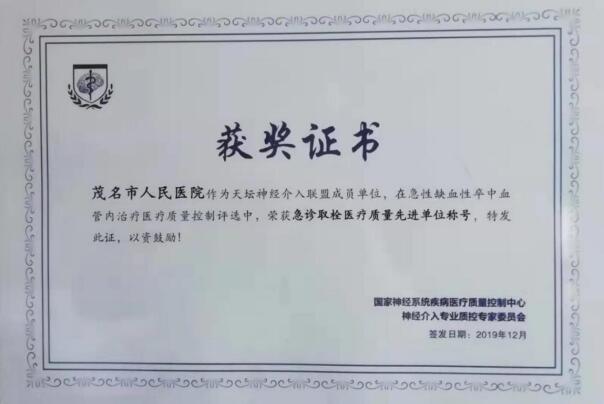 获奖证书
茂名市人民医院作为天坛神经介入联盟成员单位，在急性缺血性卒中血
管内治疗医疗质量控制评选中，荣获急诊取栓医疗质量先进单位称号，特发
此证，以资鼓励！
国家神经系统疾病医疗质量控制中心
神经介入专业质控专家委员会
签发日期：2019年12月